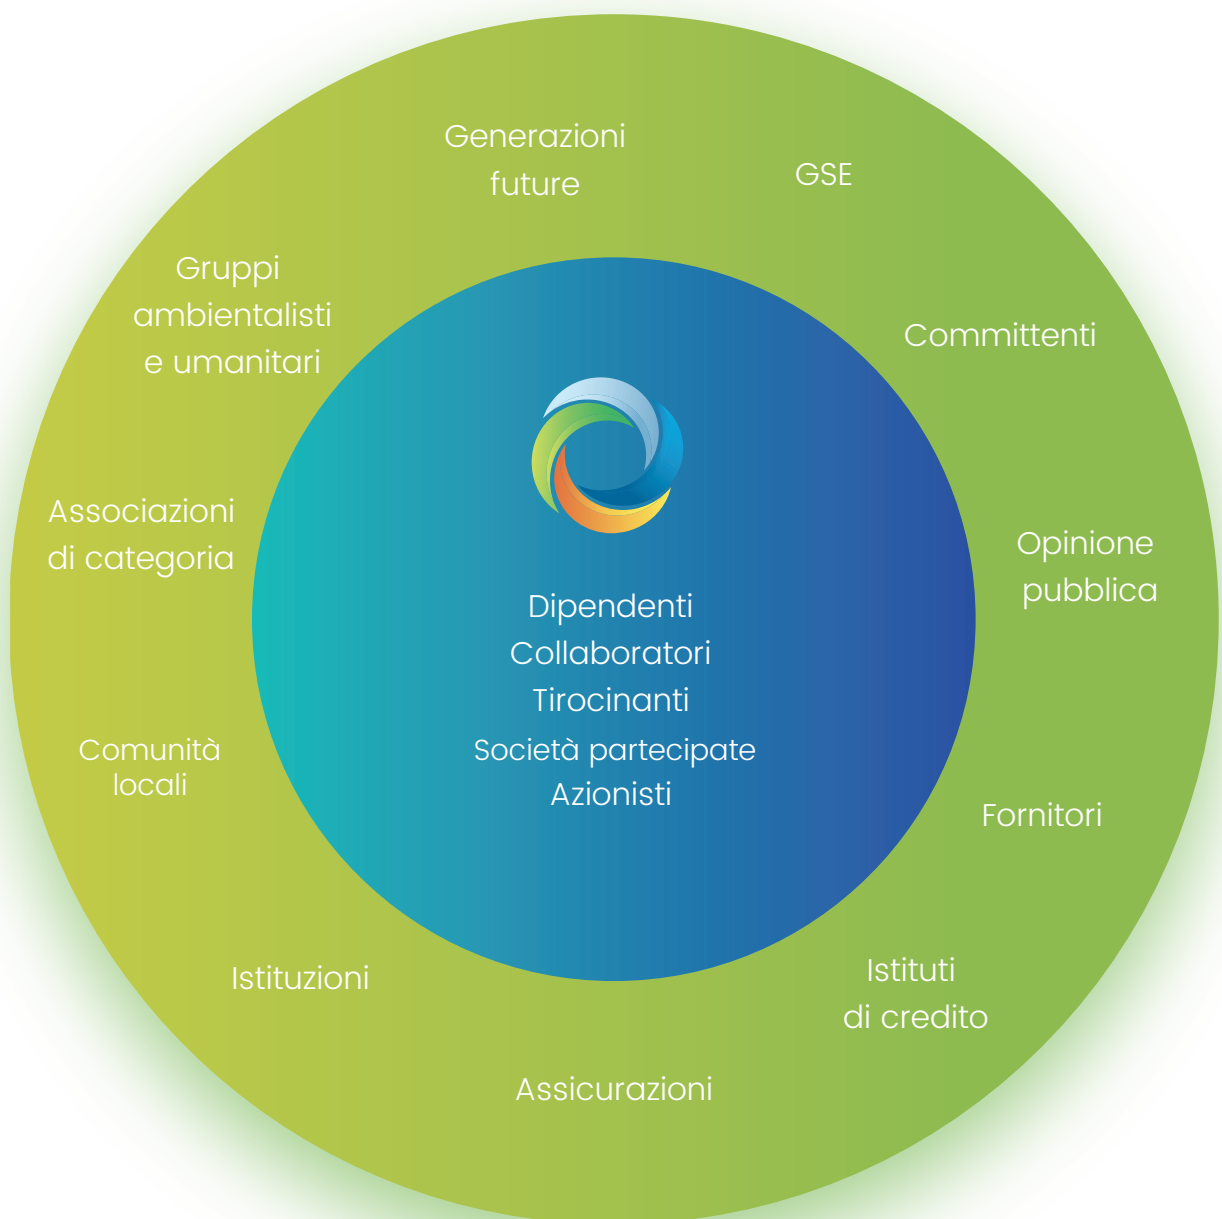 Generazioni
future
GSE
Gruppi
ambientalisti
e umanitari
Committenti
Associazioni
di categoria
Opinione
pubblica
Dipendenti
Collaboratori
Tirocinanti
Società partecipate
Azionisti
Comunità
locali
Fornitori
Istituzioni
Istituti
di credito
Assicurazioni